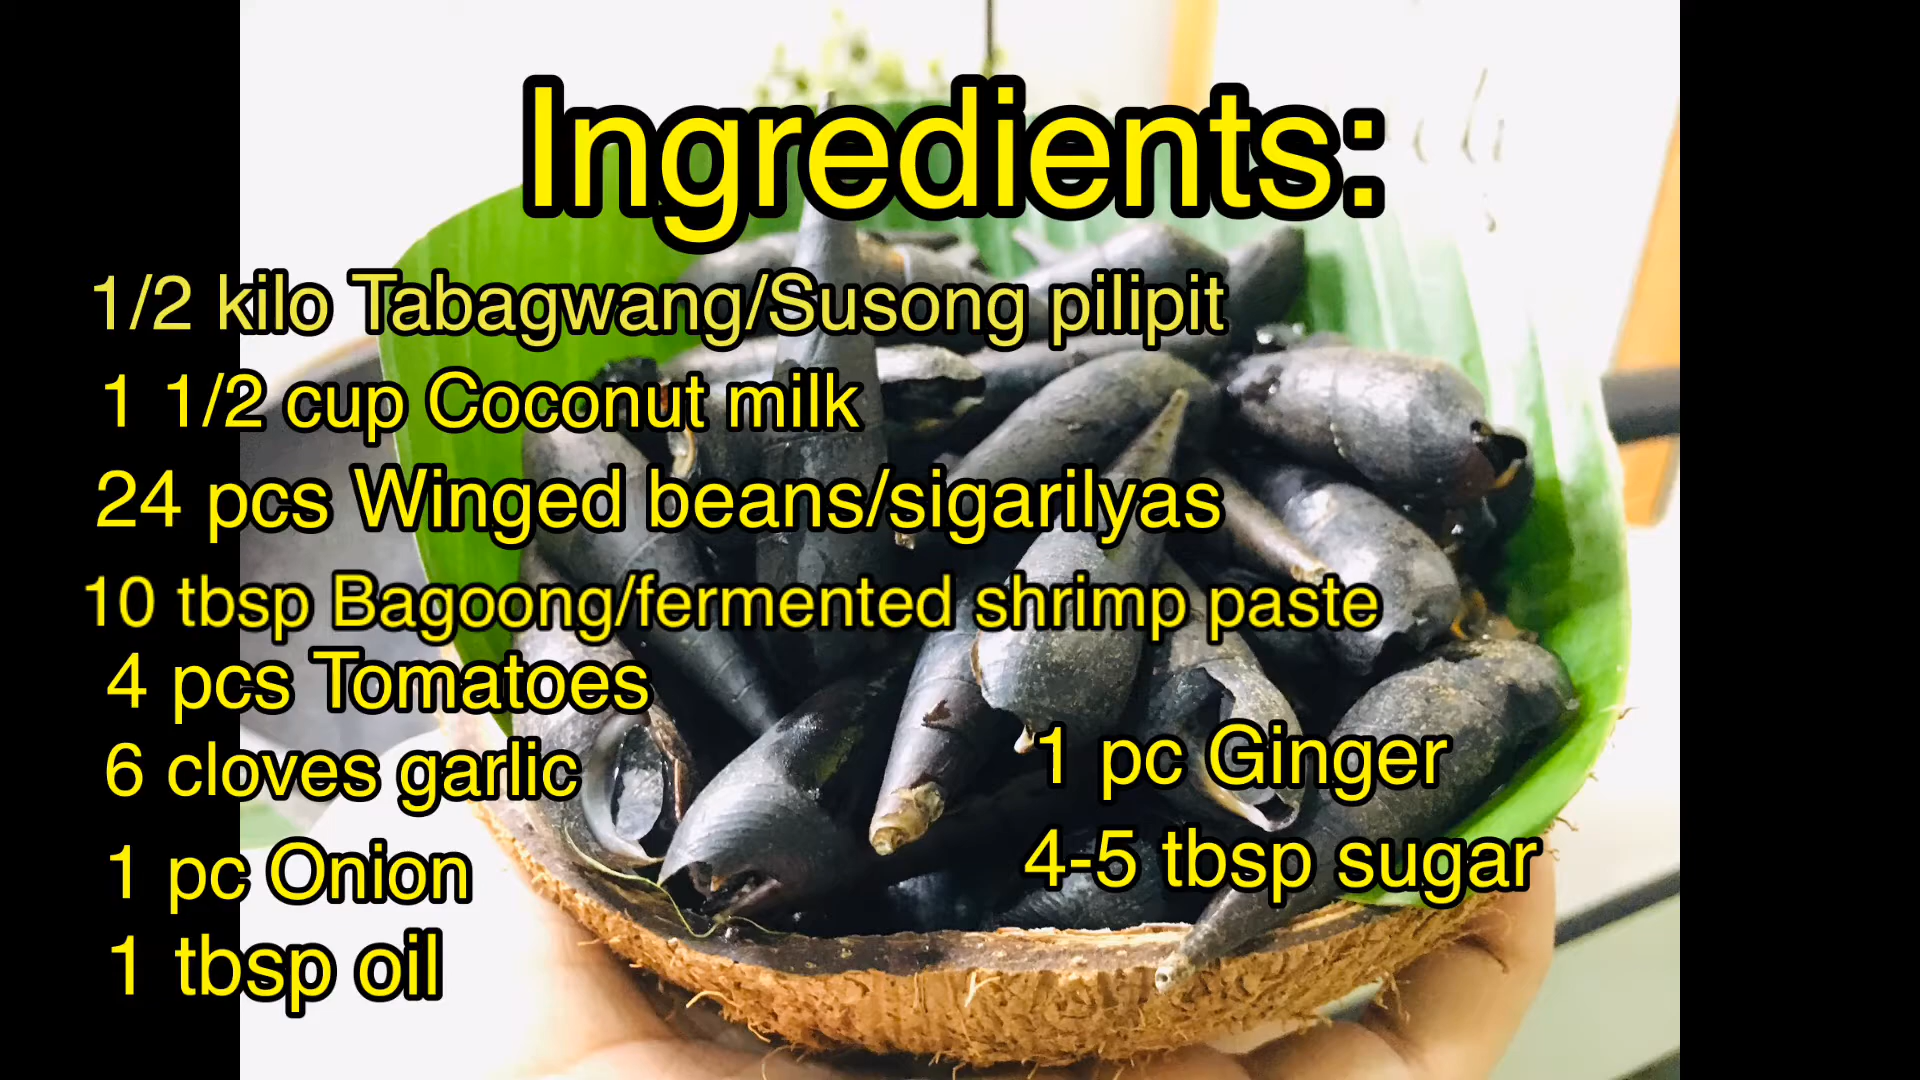 Ingredients:
1/2 kilo Tabagwang/Susong pilipit
1 1/2 cup Coconut milk
24 pcs Winged beans/sigarilyas
10 tbsp Bagoong/fermented shrimp paste
4 pcs Tomatoes
6 cloves garlic
1 pc Onion
1 tbsp oil
1 pc Ginger
4-5 tbsp sugar